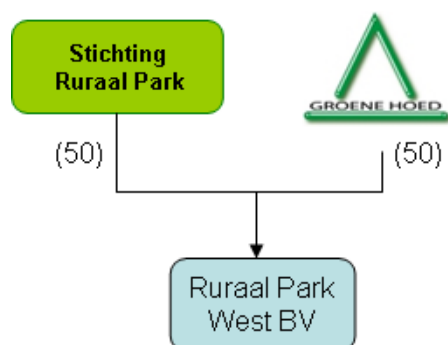 Stichting
Ruraal Park
GROENE HOED
(50)
(50)
Ruraal Park
West BV